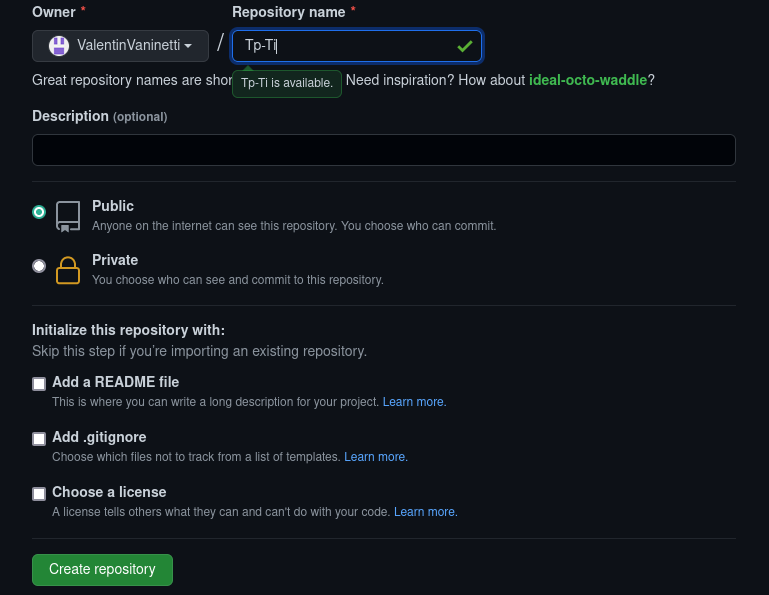 Owner * Repository name *
ValentinVaninetti / Tp-Ti
Great repository names are shor Need inspiration? How about ideal-octo-waddle?
Tp-Ti is available.
Description (optional)
Public
Anyone on the internet can see this repository. You choose who can commit.
Private
You choose who can see and commit to this repository.
Initialize this repository with:
Skip this step if you're importing an existing repository.
Add a README file
This is where you can write a long description for your project. Learn more.
Add .gitignore
Choose which files not to track from a list of templates. Learn more.
Choose a license
A license tells others what they can and can't do with your code. Learn more.
Create repository